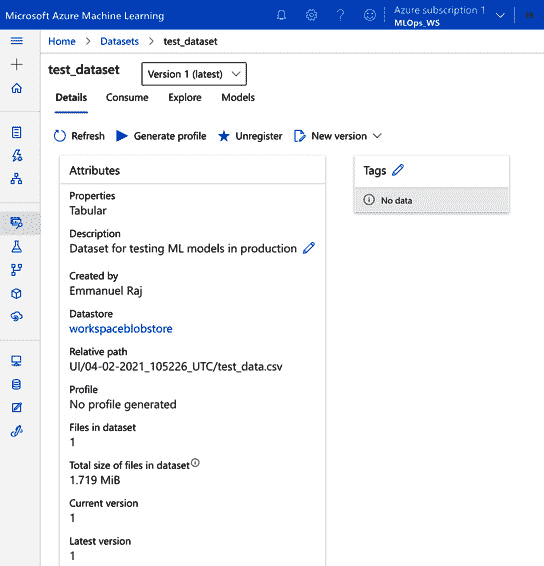 Microsoft Azure Machine Learning
Azure subscription 1
MLOps_WS
Home > Datasets > test_dataset
test_dataset
Version 1 (latest)
Details Consume Explore Models
Refresh Generate profile Unregister New version
Attributes
Properties
Tabular
Description
Dataset for testing ML models in production
Created by
Emmanuel Raj
Datastore
workspaceblobstore
Relative path
UI/04-02-2021_105226_UTC/test_data.csv
Profile
No profile generated
Files in dataset
1
Total size of files in dataset
1.719 MiB
Current version
1
Latest version
1
Tags
No data